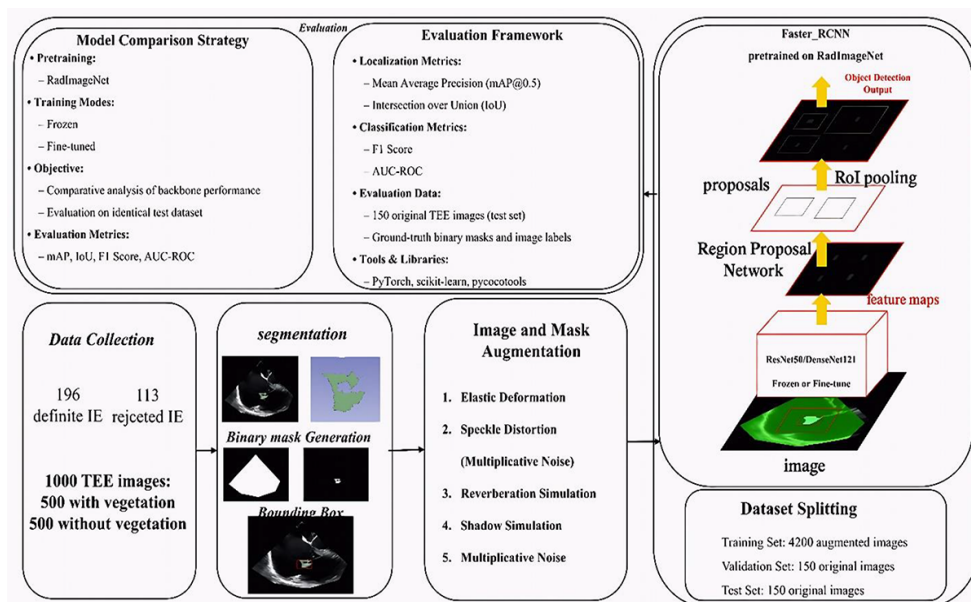 Evaluation
Model Comparison Strategy
• Pretraining:
– RadImageNet
• Training Modes:
– Frozen
– Fine-tuned
• Objective:
– Comparative analysis of backbone performance
– Evaluation on identical test dataset
• Evaluation Metrics:
– mAP, IoU, F1 Score, AUC-ROC
Evaluation Framework
• Localization Metrics:
– Mean Average Precision (mAP@0.5)
– Intersection over Union (IoU)
• Classification Metrics:
– F1 Score
– AUC-ROC
• Evaluation Data:
– 150 original TEE images (test set)
– Ground-truth binary masks and image labels
• Tools & Libraries:
– PyTorch, scikit-learn, pycocotools
Faster_RCNN
pretrained on RadImageNet
Object Detection
Output
proposals
RoI pooling
Region Proposal
Network
feature maps
ResNet50/DenseNet121
Frozen or Fine-tune
image
Data Collection
196
definite IE
113
rejceted IE
1000 TEE images:
500 with vegetation
500 without vegetation
segmentation
Binary mask Generation
Bounding Box
Image and Mask
Augmentation
1. Elastic Deformation
2. Speckle Distortion
(Multiplicative Noise)
3. Reverberation Simulation
4. Shadow Simulation
5. Multiplicative Noise
Dataset Splitting
Training Set: 4200 augmented images
Validation Set: 150 original images
Test Set: 150 original images